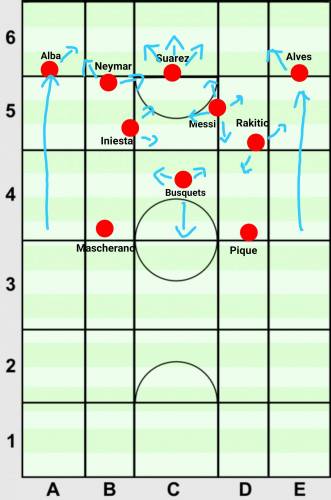 6
Suarez
Alba
Alves
Neymar
5
Messi
Rakitic
Iniesta
4
Busquets
Mascherano
Pique
3
2
1
A B C D E